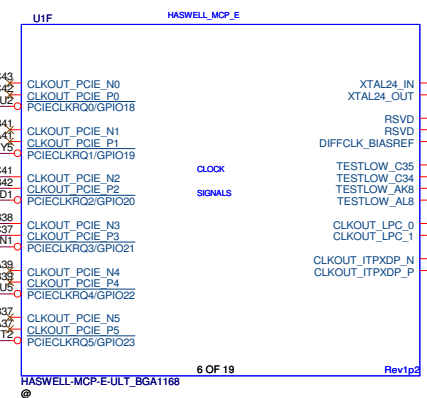 U1F
HASWELL_MCP_E
CLKOUT_PCIE_N0
CLKOUT_PCIE_P0
PCIECLKRQ0/GPIO18
CLKOUT_PCIE_N1
CLKOUT_PCIE_P1
PCIECLKRQ1/GPIO19
CLKOUT_PCIE_N2
CLKOUT_PCIE_P2
PCIECLKRQ2/GPIO20
CLKOUT_PCIE_N3
CLKOUT_PCIE_P3
PCIECLKRQ3/GPIO21
CLKOUT_PCIE_N4
CLKOUT_PCIE_P4
PCIECLKRQ4/GPIO22
CLKOUT_PCIE_N5
CLKOUT_PCIE_P5
PCIECLKRQ5/GPIO23
CLOCK
SIGNALS
XTAL24_IN
XTAL24_OUT
RSVD
RSVD
DIFFCLK_BIASREF
TESTLOW_C35
TESTLOW_C34
TESTLOW_AK8
TESTLOW_AL8
CLKOUT_LPC_0
CLKOUT_LPC_1
CLKOUT_ITPXDP_N
CLKOUT_ITPXDP_P
6 OF 19
Rev1p2
HASWELL-MCP-E-ULT_BGA1168
@